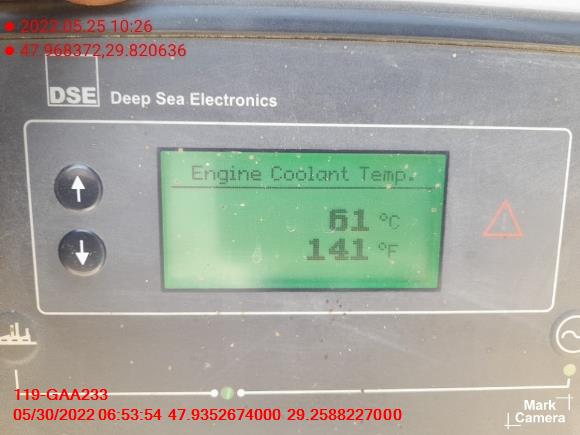 2022.05.25 10:26
47.968372,29.820636
DSE Deep Sea Electronics
Engine Coolant Temp.
61 °C
141 °F
119-GAA233
05/30/2022 06:53:54 47.9352674000 29.2588227000
Mark
Camera